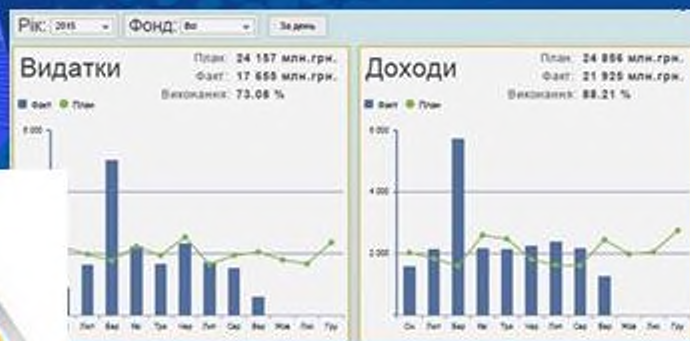 Рік: 2015 Фонд: Всі За день
Видатки
План: 24 157 млн.грн.
Факт: 17 655 млн.грн.
Виконання: 73.08 %
Факт План
6 000
Лют Бер Кві Тра Чер Лип Сер Вер Жов Лис Гру
Доходи
План: 24 856 млн.грн.
Факт: 21 925 млн.грн.
Виконання: 88.21 %
Факт План
6 000
4 000
2 000
Січ Лют Бер Кві Тра Чер Лип Сер Вер Жов Лис Гру